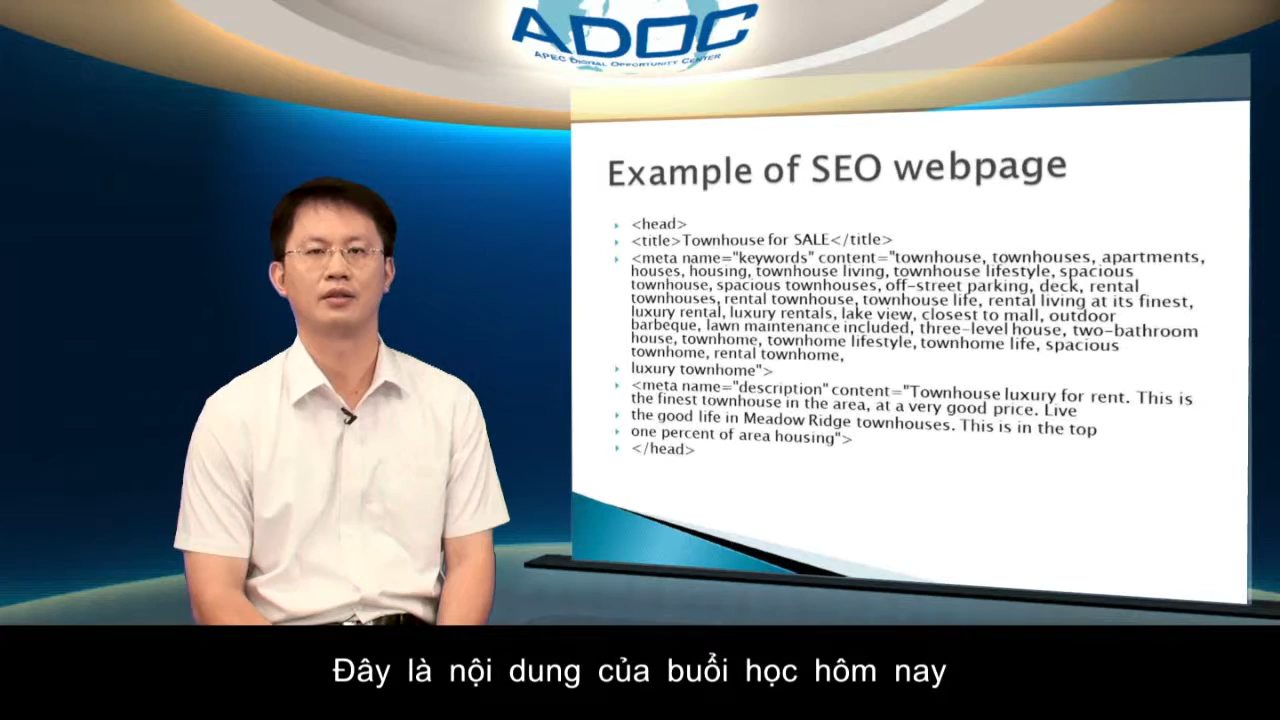 ADOC
APEC DIGITAL OPPORTUNITY CENTER
Example of SEO webpage
<head>
<title>Townhouse for SALE</title>
<meta name="keywords" content="townhouse, townhouses, apartments,
houses, housing, townhouse living, townhouse lifestyle, spacious
townhouse, spacious townhouses, off-street parking, deck, rental
townhouses, rental townhouse, townhouse life, rental living at its finest,
luxury rental, luxury rentals, lake view, closest to mall, outdoor
barbeque, lawn maintenance included, three-level house, two-bathroom
house, townhome, townhome lifestyle, townhome life, spacious
townhome, rental townhome,
luxury townhome">
<meta name="description" content="Townhouse luxury for rent. This is
the finest townhouse in the area, at a very good price. Live
the good life in Meadow Ridge townhouses. This is in the top
one percent of area housing">
</head>
Đây là nội dung của buổi học hôm nay